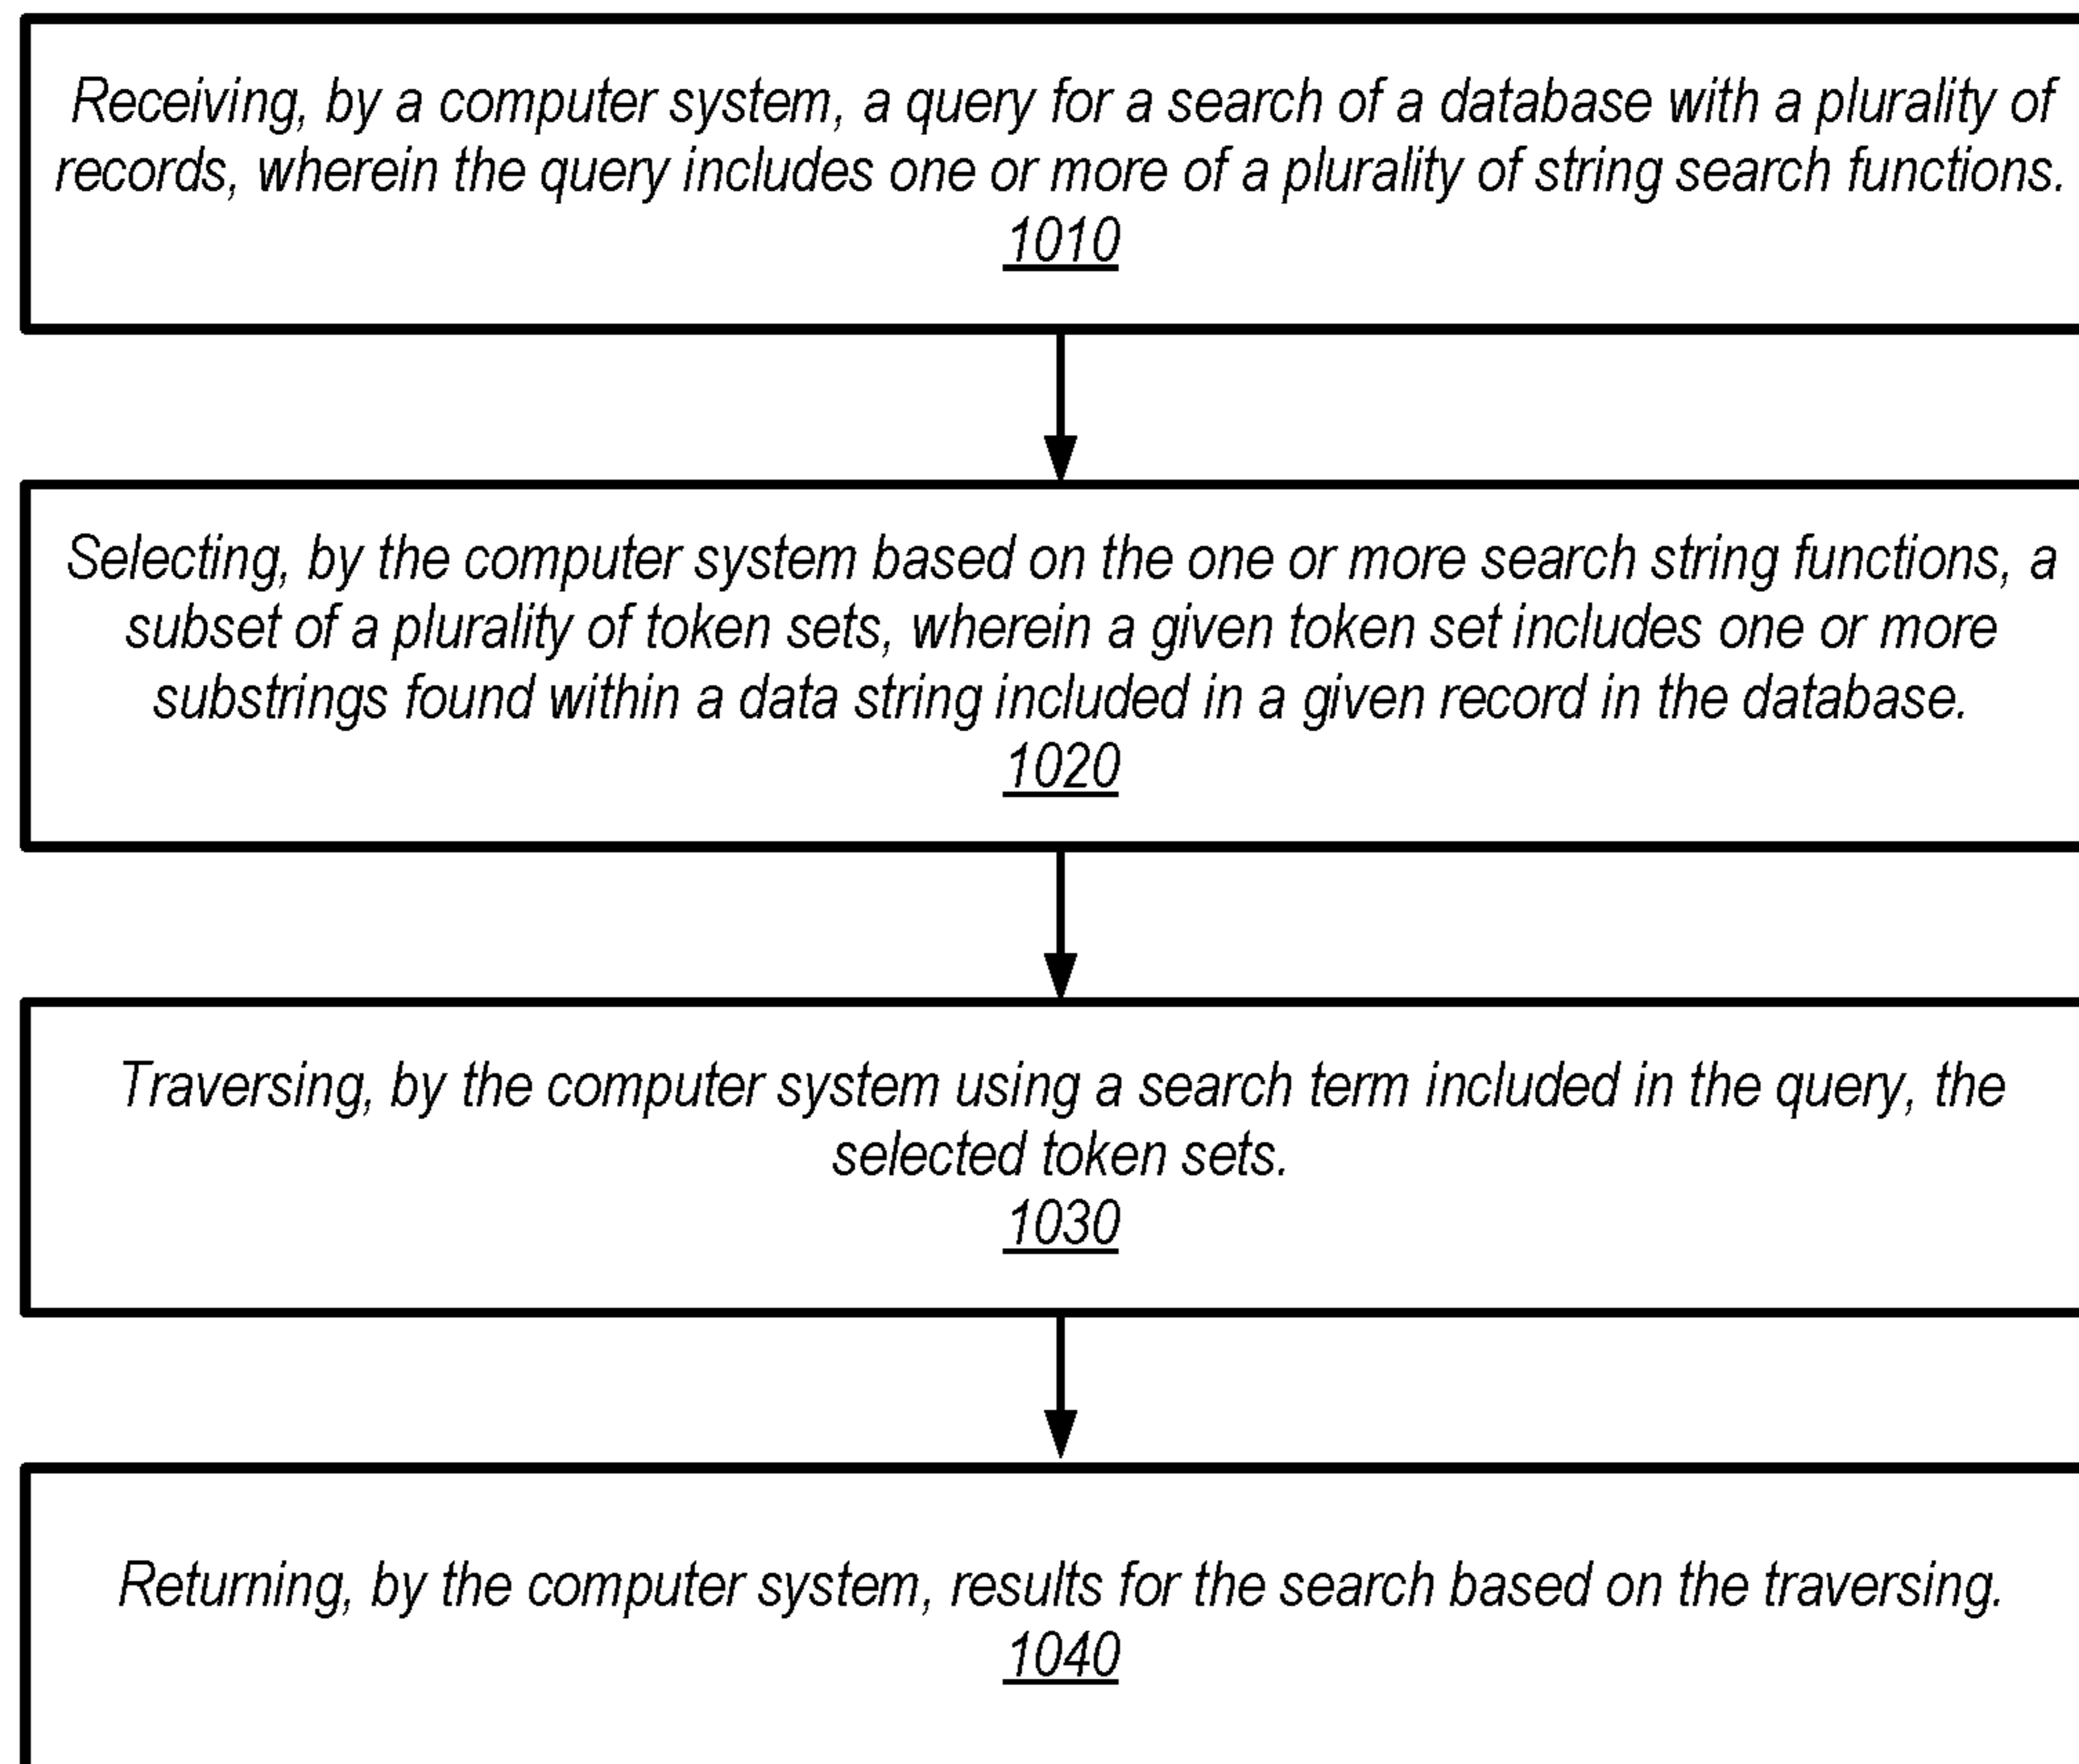 Receiving, by a computer system, a query for a search of a database with a plurality of
records, wherein the query includes one or more of a plurality of string search functions.
1010
Selecting, by the computer system based on the one or more search string functions, a
subset of a plurality of token sets, wherein a given token set includes one or more
substrings found within a data string included in a given record in the database.
1020
Traversing, by the computer system using a search term included in the query, the
selected token sets.
1030
Returning, by the computer system, results for the search based on the traversing.
1040